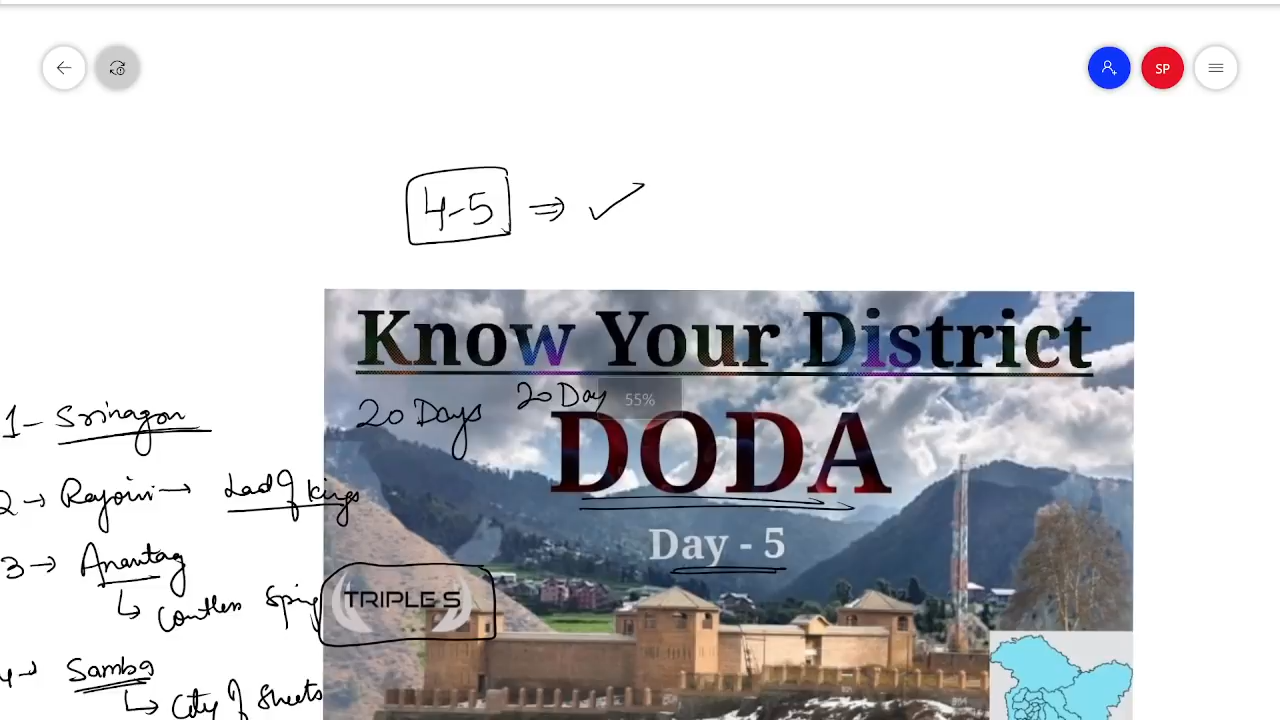 SP
4-5 ⇒ ✓
Know Your District
20 Days 20 Day
55%
DODA
Day - 5
TRIPLE S
1- Srinagar
2 → Rajouri → Land of kings
3 → Anantag
↳ Countless Spring
4 → Samba
↳ City of Sheets